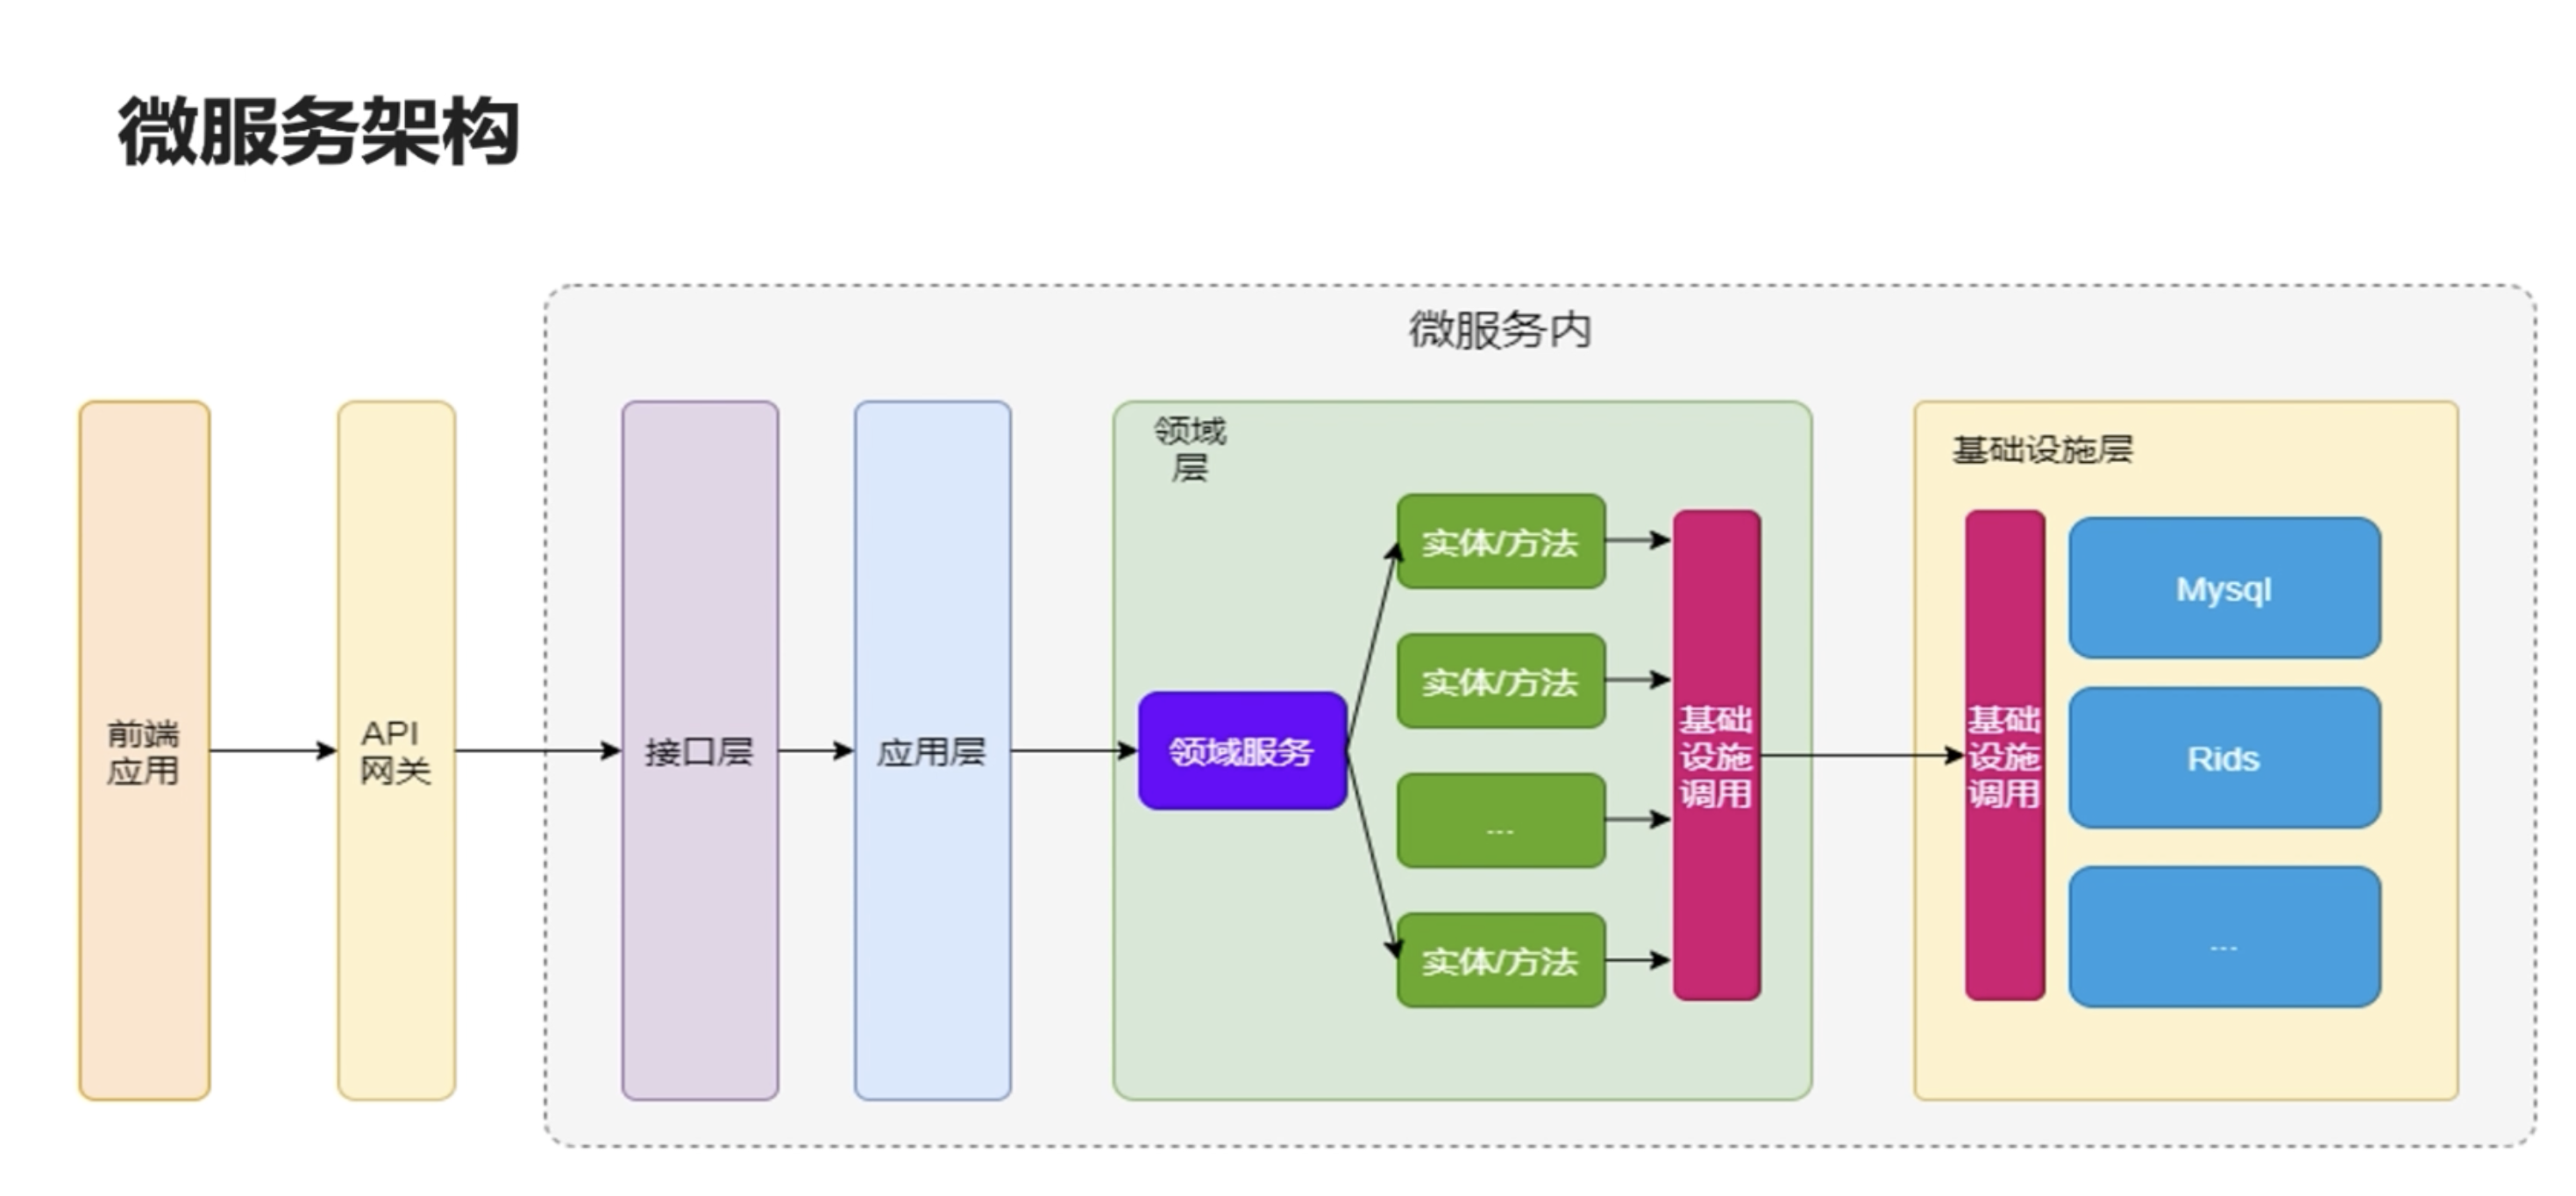 微服务架构
微服务内
前端
应用
API
网关
接口层
应用层
领域
层
领域服务
实体/方法
实体/方法
...
实体/方法
基础
设施
调用
基础设施层
基础
设施
调用
Mysql
Rids
...